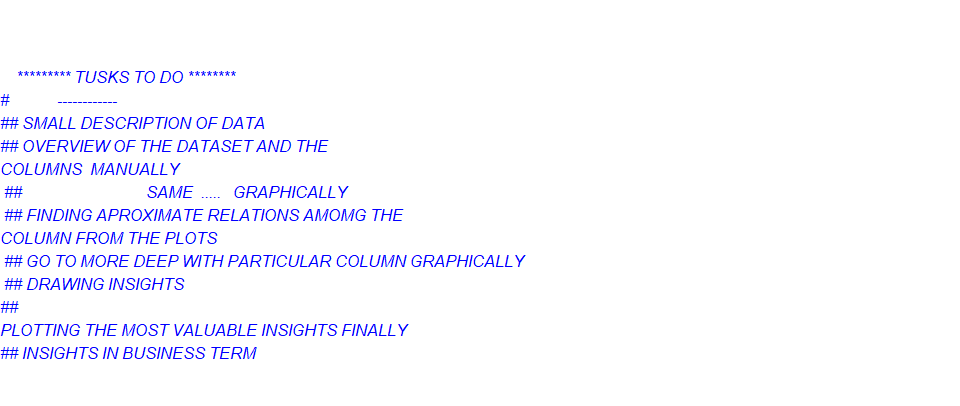 ********* TUSKS TO DO ********
# ------------
## SMALL DESCRIPTION OF DATA
## OVERVIEW OF THE DATASET AND THE
COLUMNS MANUALLY
## SAME ..... GRAPHICALLY
## FINDING APROXIMATE RELATIONS AMOMG THE
COLUMN FROM THE PLOTS
## GO TO MORE DEEP WITH PARTICULAR COLUMN GRAPHICALLY
## DRAWING INSIGHTS
##
PLOTTING THE MOST VALUABLE INSIGHTS FINALLY
## INSIGHTS IN BUSINESS TERM